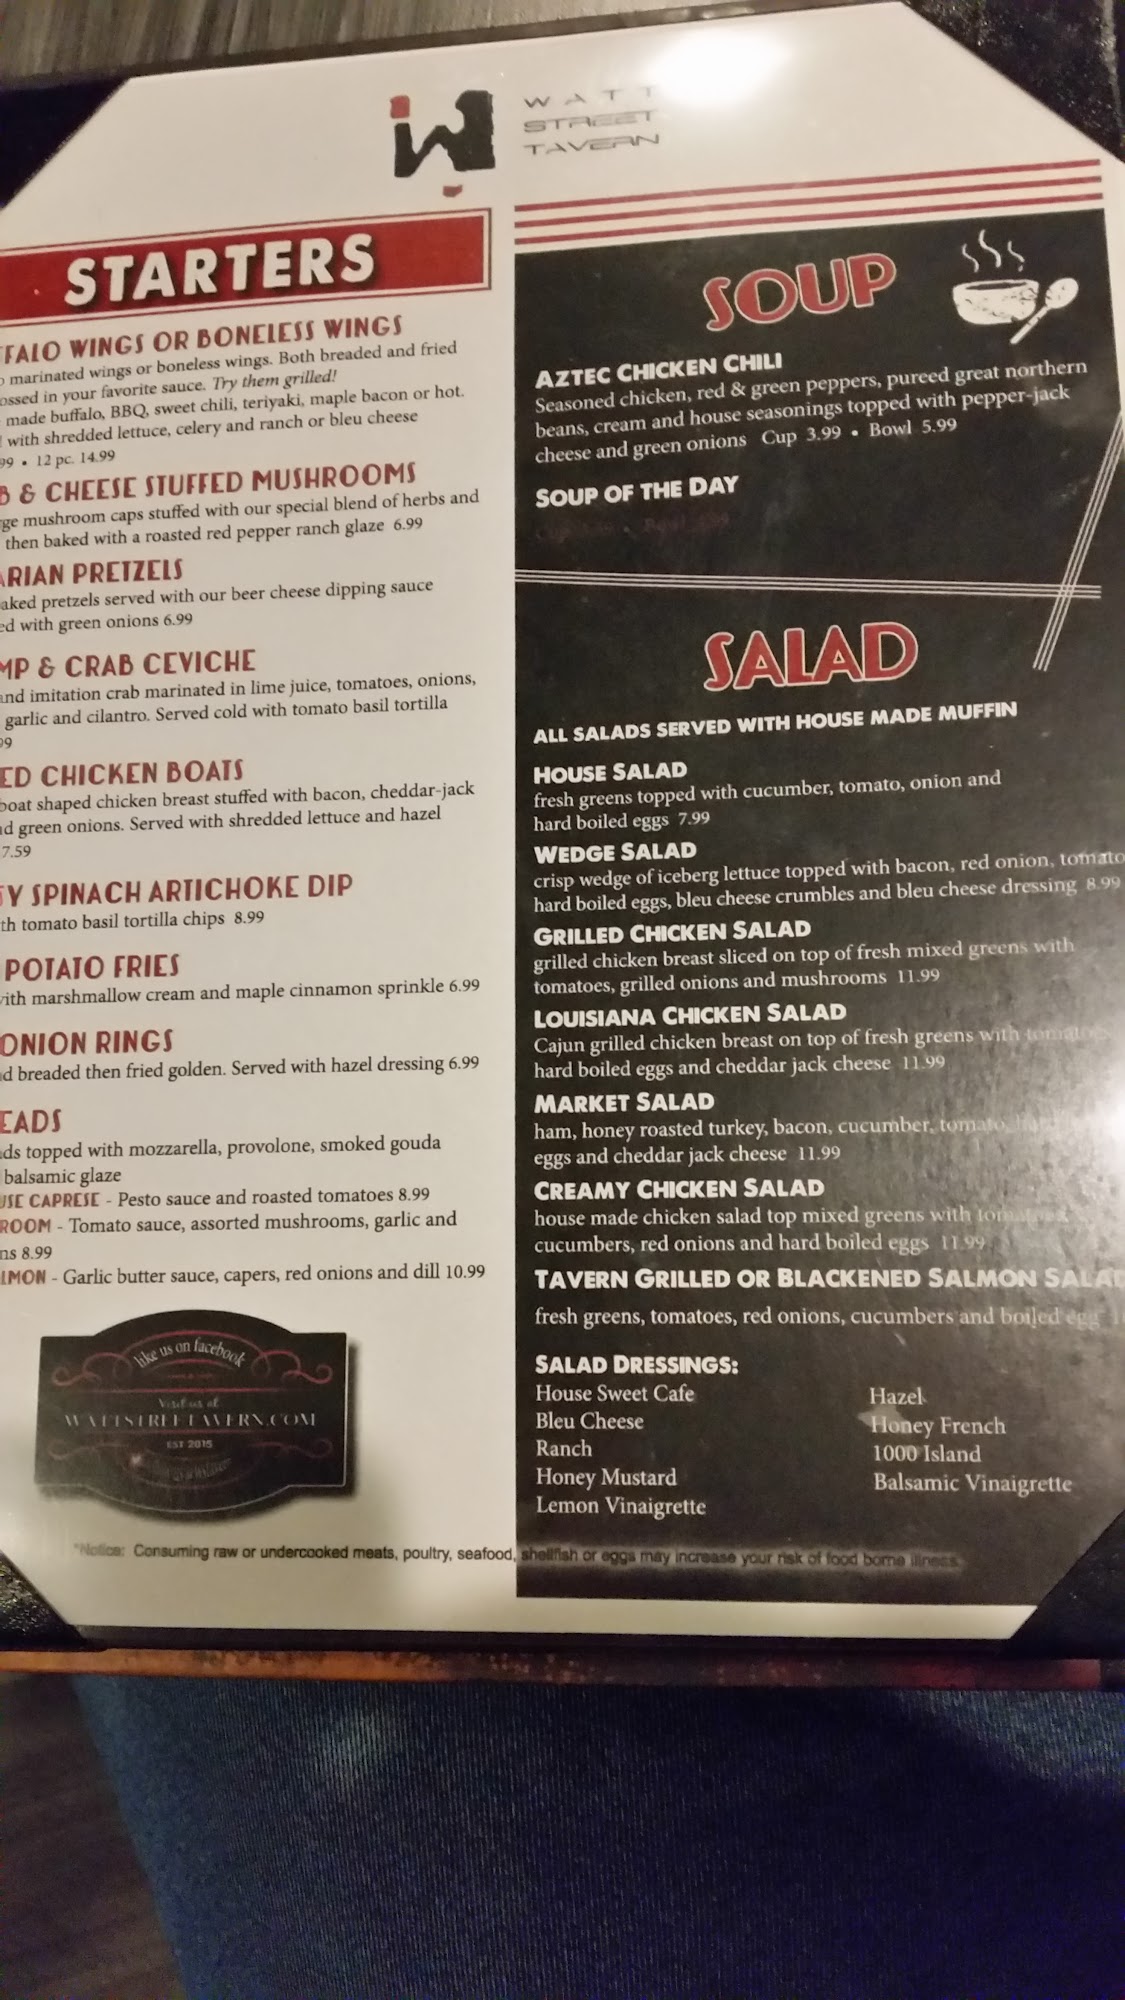 WATT
STREET
TAVERN
STARTERS
FALO WINGS OR BONELESS WINGS
marinated wings or boneless wings. Both breaded and fried
ossed in your favorite sauce. Try them grilled!
made buffalo, BBQ, sweet chili, teriyaki, maple bacon or hot.
with shredded lettuce, celery and ranch or bleu cheese
99 • 12 pc. 14.99
B & CHEESE STUFFED MUSHROOMS
ge mushroom caps stuffed with our special blend of herbs and
then baked with a roasted red pepper ranch glaze 6.99
ARIAN PRETZELS
aked pretzels served with our beer cheese dipping sauce
ed with green onions 6.99
MP & CRAB CEVICHE
and imitation crab marinated in lime juice, tomatoes, onions,
garlic and cilantro. Served cold with tomato basil tortilla
99
ED CHICKEN BOATS
boat shaped chicken breast stuffed with bacon, cheddar-jack
nd green onions. Served with shredded lettuce and hazel
7.59
TY SPINACH ARTICHOKE DIP
th tomato basil tortilla chips 8.99
POTATO FRIES
with marshmallow cream and maple cinnamon sprinkle 6.99
ONION RINGS
d breaded then fried golden. Served with hazel dressing 6.99
EADS
ds topped with mozzarella, provolone, smoked gouda
balsamic glaze
USE CAPRESE - Pesto sauce and roasted tomatoes 8.99
ROOM - Tomato sauce, assorted mushrooms, garlic and
ns 8.99
LMON - Garlic butter sauce, capers, red onions and dill 10.99
like us on facebook
Visit us at
WATTSTREETTAVERN.COM
EST 2015
SOUP
AZTEC CHICKEN CHILI
Seasoned chicken, red & green peppers, pureed great northern
beans, cream and house seasonings topped with pepper-jack
cheese and green onions Cup 3.99 • Bowl 5.99
SOUP OF THE DAY
SALAD
ALL SALADS SERVED WITH HOUSE MADE MUFFIN
HOUSE SALAD
fresh greens topped with cucumber, tomato, onion and
hard boiled eggs 7.99
WEDGE SALAD
crisp wedge of iceberg lettuce topped with bacon, red onion, tomato
hard boiled eggs, bleu cheese crumbles and bleu cheese dressing 8.99
GRILLED CHICKEN SALAD
grilled chicken breast sliced on top of fresh mixed greens with
tomatoes, grilled onions and mushrooms 11.99
LOUISIANA CHICKEN SALAD
Cajun grilled chicken breast on top of fresh greens with tomatoes,
hard boiled eggs and cheddar jack cheese 11.99
MARKET SALAD
ham, honey roasted turkey, bacon, cucumber, tomato,
eggs and cheddar jack cheese 11.99
CREAMY CHICKEN SALAD
house made chicken salad top mixed greens with tomatoes,
cucumbers, red onions and hard boiled eggs 11.99
TAVERN GRILLED OR BLACKENED SALMON SALAD
fresh greens, tomatoes, red onions, cucumbers and boiled egg
SALAD DRESSINGS:
House Sweet Cafe
Bleu Cheese
Ranch
Honey Mustard
Lemon Vinaigrette
Hazel
Honey French
1000 Island
Balsamic Vinaigrette
*Notice: Consuming raw or undercooked meats, poultry, seafood, shellfish or eggs may increase your risk of food borne illness.